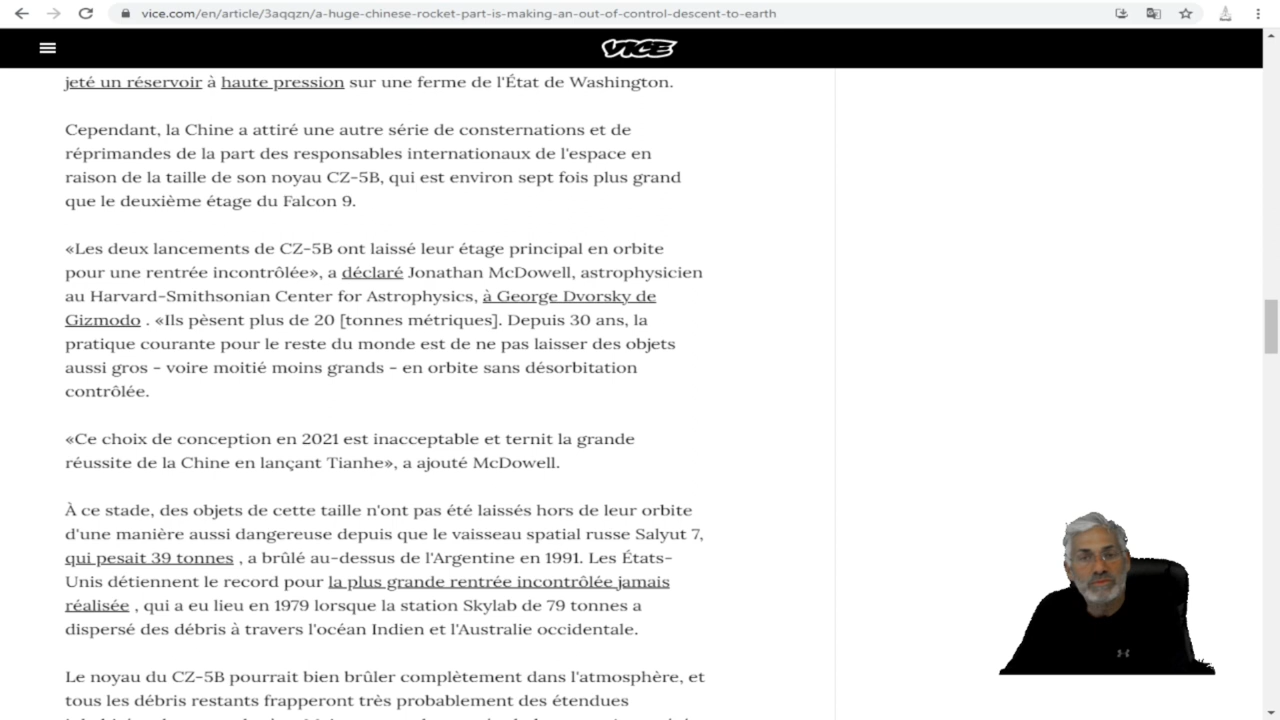 vice.com/en/article/3aqqzn/a-huge-chinese-rocket-part-is-making-an-out-of-control-descent-to-earth
VICE
jeté un réservoir à haute pression sur une ferme de l'État de Washington.
Cependant, la Chine a attiré une autre série de consternations et de
réprimandes de la part des responsables internationaux de l'espace en
raison de la taille de son noyau CZ-5B, qui est environ sept fois plus grand
que le deuxième étage du Falcon 9.
«Les deux lancements de CZ-5B ont laissé leur étage principal en orbite
pour une rentrée incontrôlée», a déclaré Jonathan McDowell, astrophysicien
au Harvard-Smithsonian Center for Astrophysics, à George Dvorsky de
Gizmodo . «Ils pèsent plus de 20 [tonnes métriques]. Depuis 30 ans, la
pratique courante pour le reste du monde est de ne pas laisser des objets
aussi gros - voire moitié moins grands - en orbite sans désorbitation
contrôlée.
«Ce choix de conception en 2021 est inacceptable et ternit la grande
réussite de la Chine en lançant Tianhe», a ajouté McDowell.
À ce stade, des objets de cette taille n'ont pas été laissés hors de leur orbite
d'une manière aussi dangereuse depuis que le vaisseau spatial russe Salyut 7,
qui pesait 39 tonnes , a brûlé au-dessus de l'Argentine en 1991. Les États-
Unis détiennent le record pour la plus grande rentrée incontrôlée jamais
réalisée , qui a eu lieu en 1979 lorsque la station Skylab de 79 tonnes a
dispersé des débris à travers l'océan Indien et l'Australie occidentale.
Le noyau du CZ-5B pourrait bien brûler complètement dans l'atmosphère, et
tous les débris restants frapperont très probablement des étendues